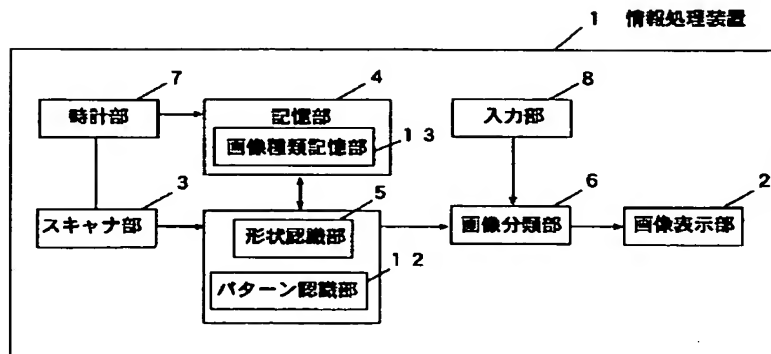 1 情報処理装置
7
4
8
時計部
記憶部
入力部
画像種類記憶部
13
3
5
6
2
スキャナ部
形状認識部
画像分類部
画像表示部
12
パターン認識部